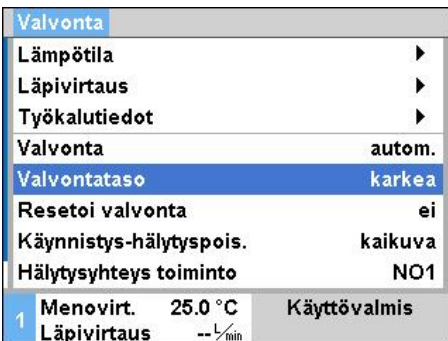 Valvonta
Lämpötila
Läpivirtaus
Työkalutiedot
Valvonta autom.
Valvontataso karkea
Resetoi valvonta ei
Käynnistys-hälytyspois. kaikuva
Hälytysyhteys toiminto NO1
1 Menovirt. 25.0 °C Käyttövalmis
Läpivirtaus -- L/min